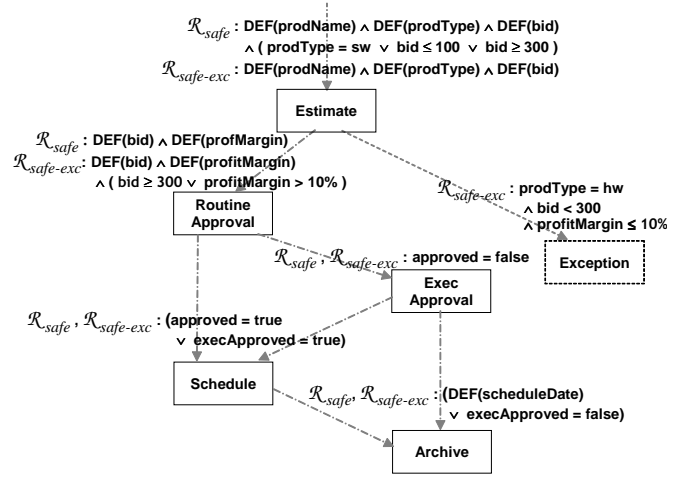 ℛsafe : DEF(prodName) ∧ DEF(prodType) ∧ DEF(bid)
∧ ( prodType = sw ∨ bid ≤ 100 ∨ bid ≥ 300 )
ℛsafe-exc : DEF(prodName) ∧ DEF(prodType) ∧ DEF(bid)
Estimate
ℛsafe : DEF(bid) ∧ DEF(profMargin)
ℛsafe-exc: DEF(bid) ∧ DEF(profitMargin)
∧ ( bid ≥ 300 ∨ profitMargin > 10% )
ℛsafe-exc : prodType = hw
∧ bid < 300
∧ profitMargin ≤ 10%
Routine
Approval
Exception
ℛsafe , ℛsafe-exc : approved = false
Exec
Approval
ℛsafe , ℛsafe-exc : (approved = true
∨ execApproved = true)
Schedule
ℛsafe, ℛsafe-exc : (DEF(scheduleDate)
∨ execApproved = false)
Archive